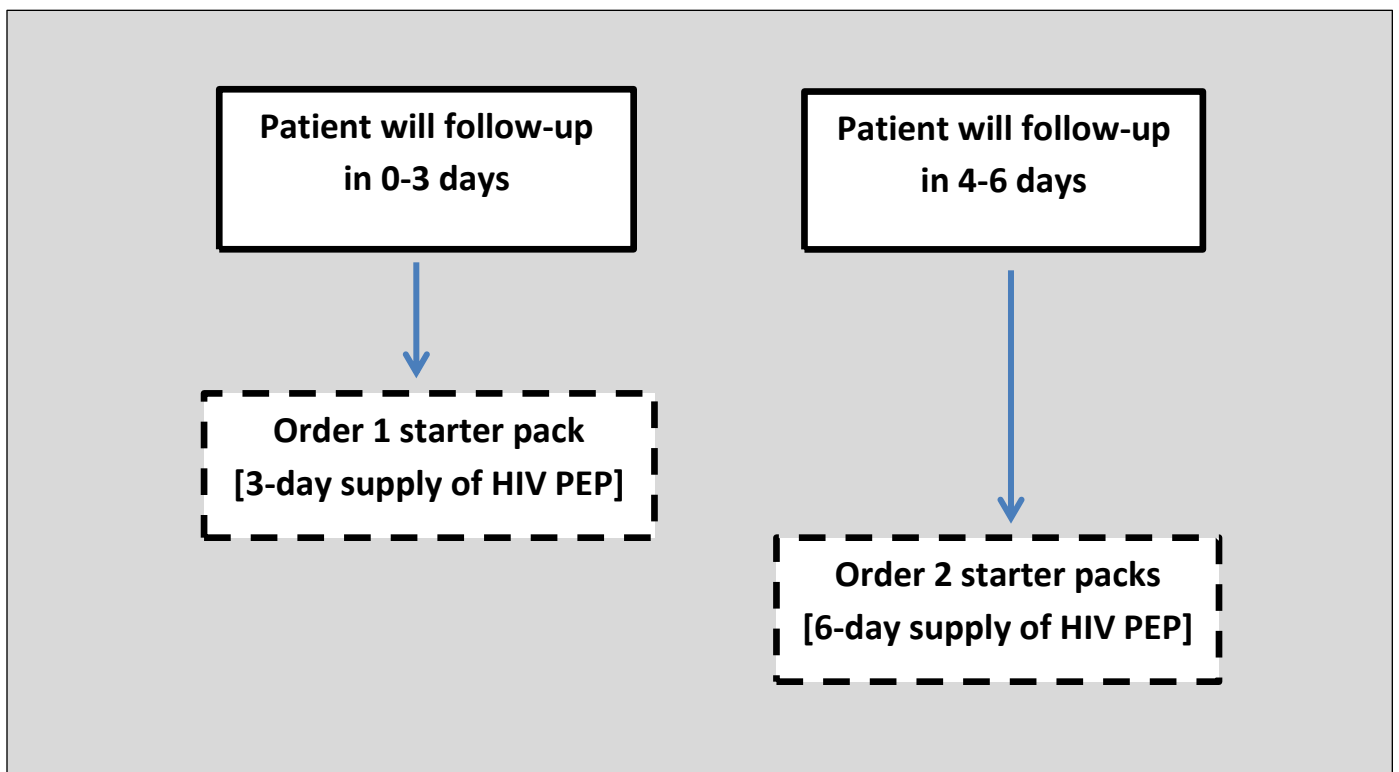 Patient will follow-up
in 0-3 days
Patient will follow-up
in 4-6 days
Order 1 starter pack
[3-day supply of HIV PEP]
Order 2 starter packs
[6-day supply of HIV PEP]